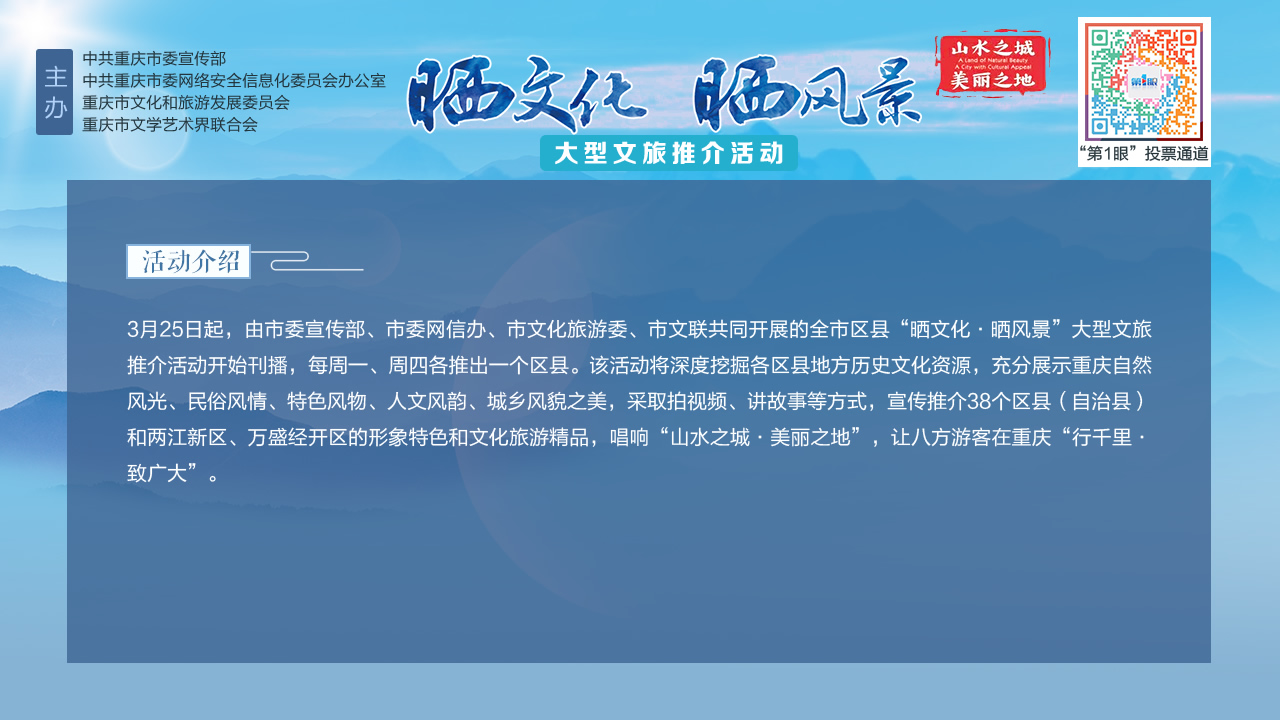 主办
中共重庆市委宣传部
中共重庆市委网络安全信息化委员会办公室
重庆市文化和旅游发展委员会
重庆市文学艺术界联合会
晒文化 晒风景
大型文旅推介活动
山水之城
A Land of Natural Beauty
A City with Cultural Appeal
美丽之地
第1眼
“第1眼”投票通道
活动介绍
3月25日起，由市委宣传部、市委网信办、市文化旅游委、市文联共同开展的全市区县“晒文化·晒风景”大型文旅
推介活动开始刊播，每周一、周四各推出一个区县。该活动将深度挖掘各区县地方历史文化资源，充分展示重庆自然
风光、民俗风情、特色风物、人文风韵、城乡风貌之美，采取拍视频、讲故事等方式，宣传推介38个区县（自治县）
和两江新区、万盛经开区的形象特色和文化旅游精品，唱响“山水之城·美丽之地”，让八方游客在重庆“行千里·
致广大”。